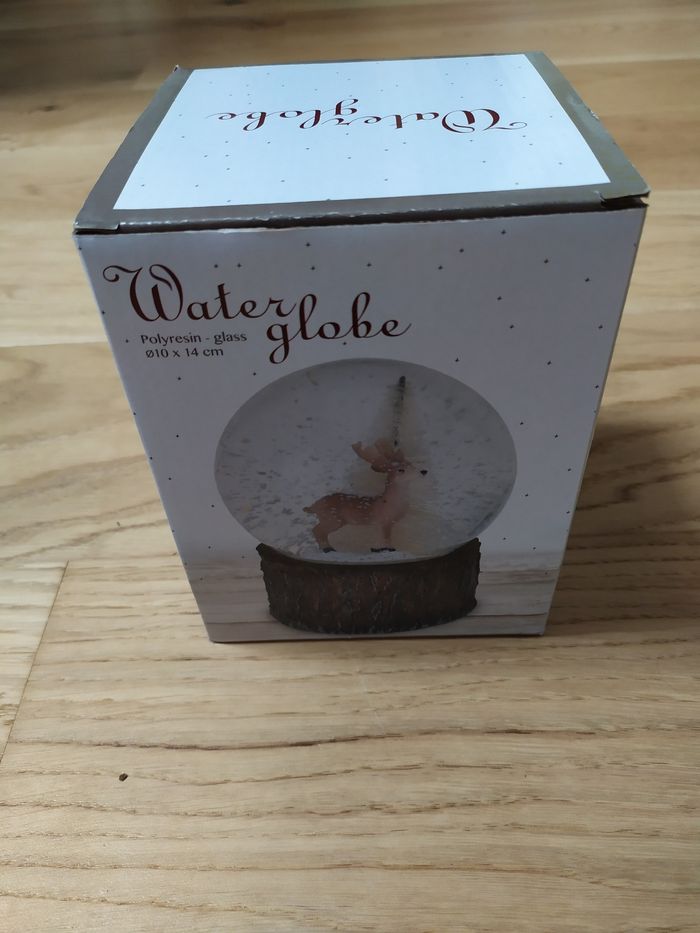 Water
globe
Water
globe
Polyresin - glass
ø10 x 14 cm